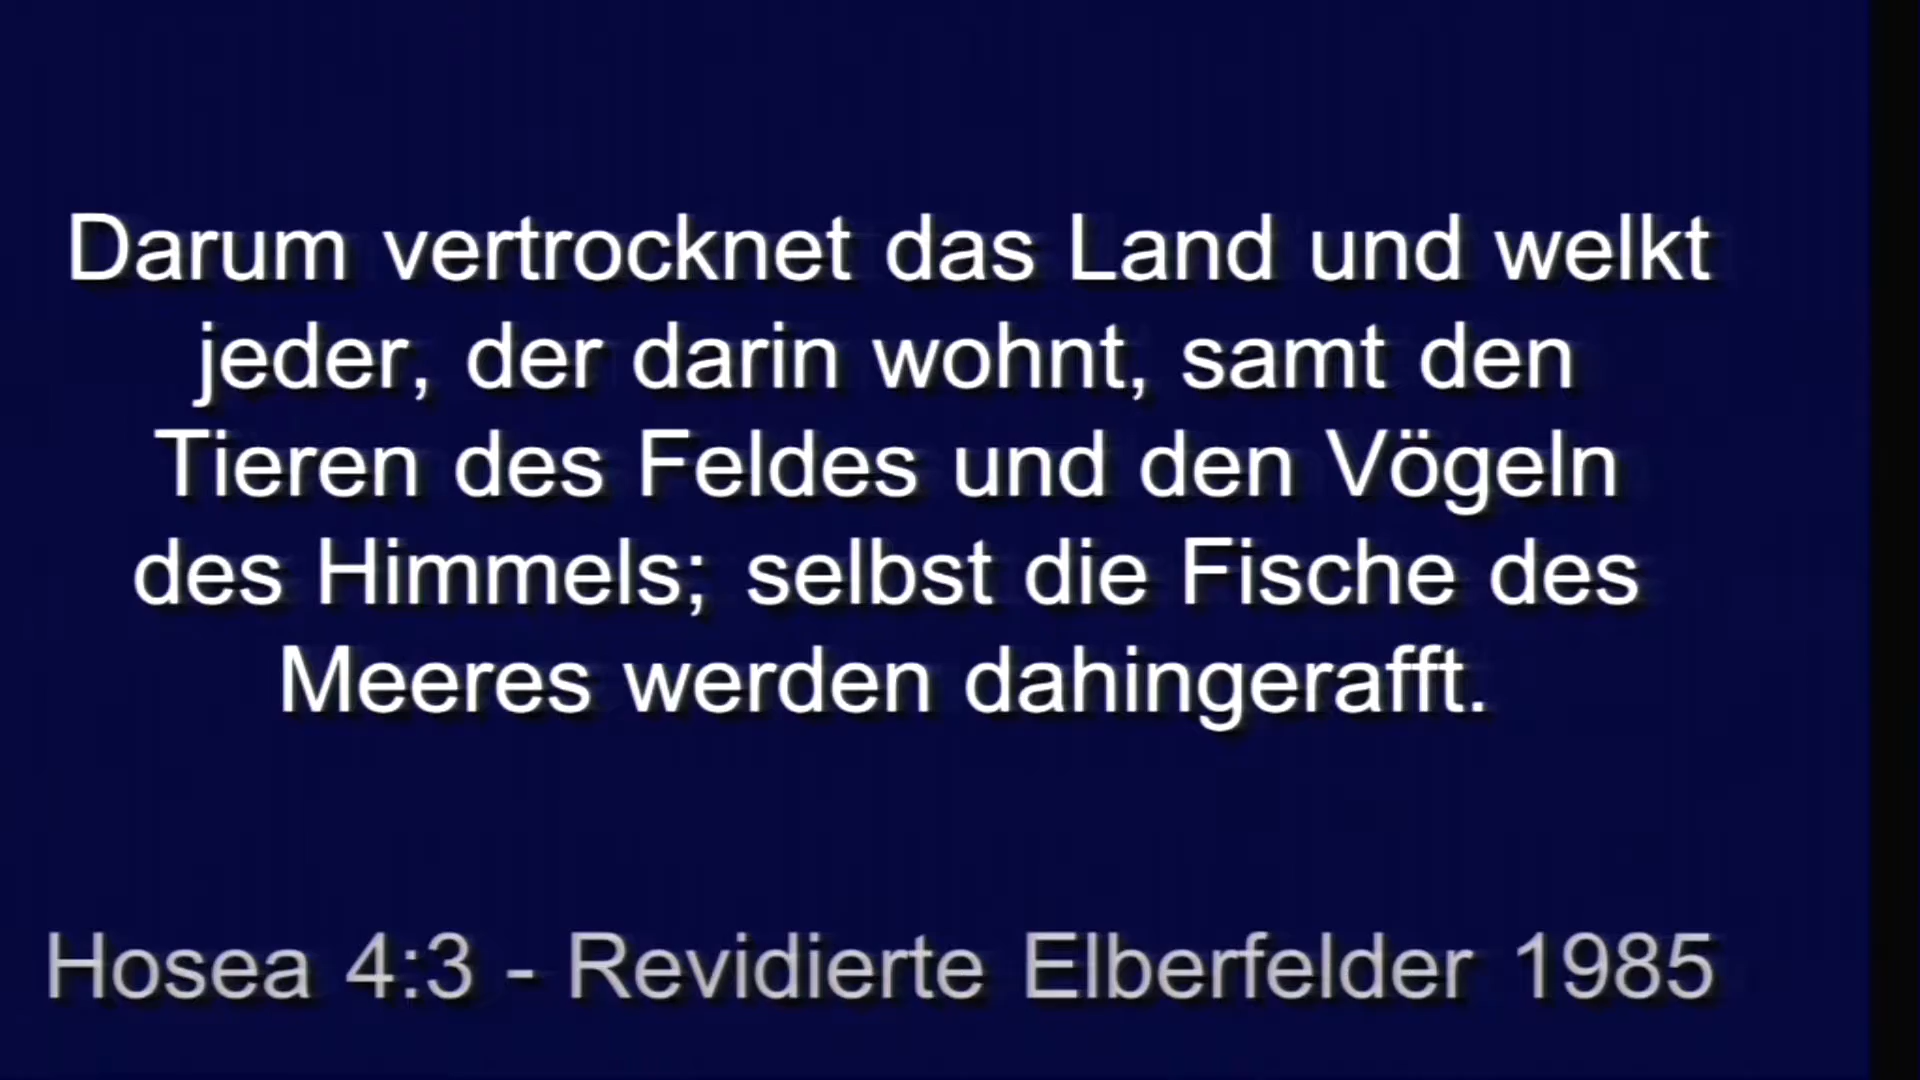 Darum vertrocknet das Land und welkt
jeder, der darin wohnt, samt den
Tieren des Feldes und den Vögeln
des Himmels; selbst die Fische des
Meeres werden dahingerafft.
Hosea 4:3 - Revidierte Elberfelder 1985